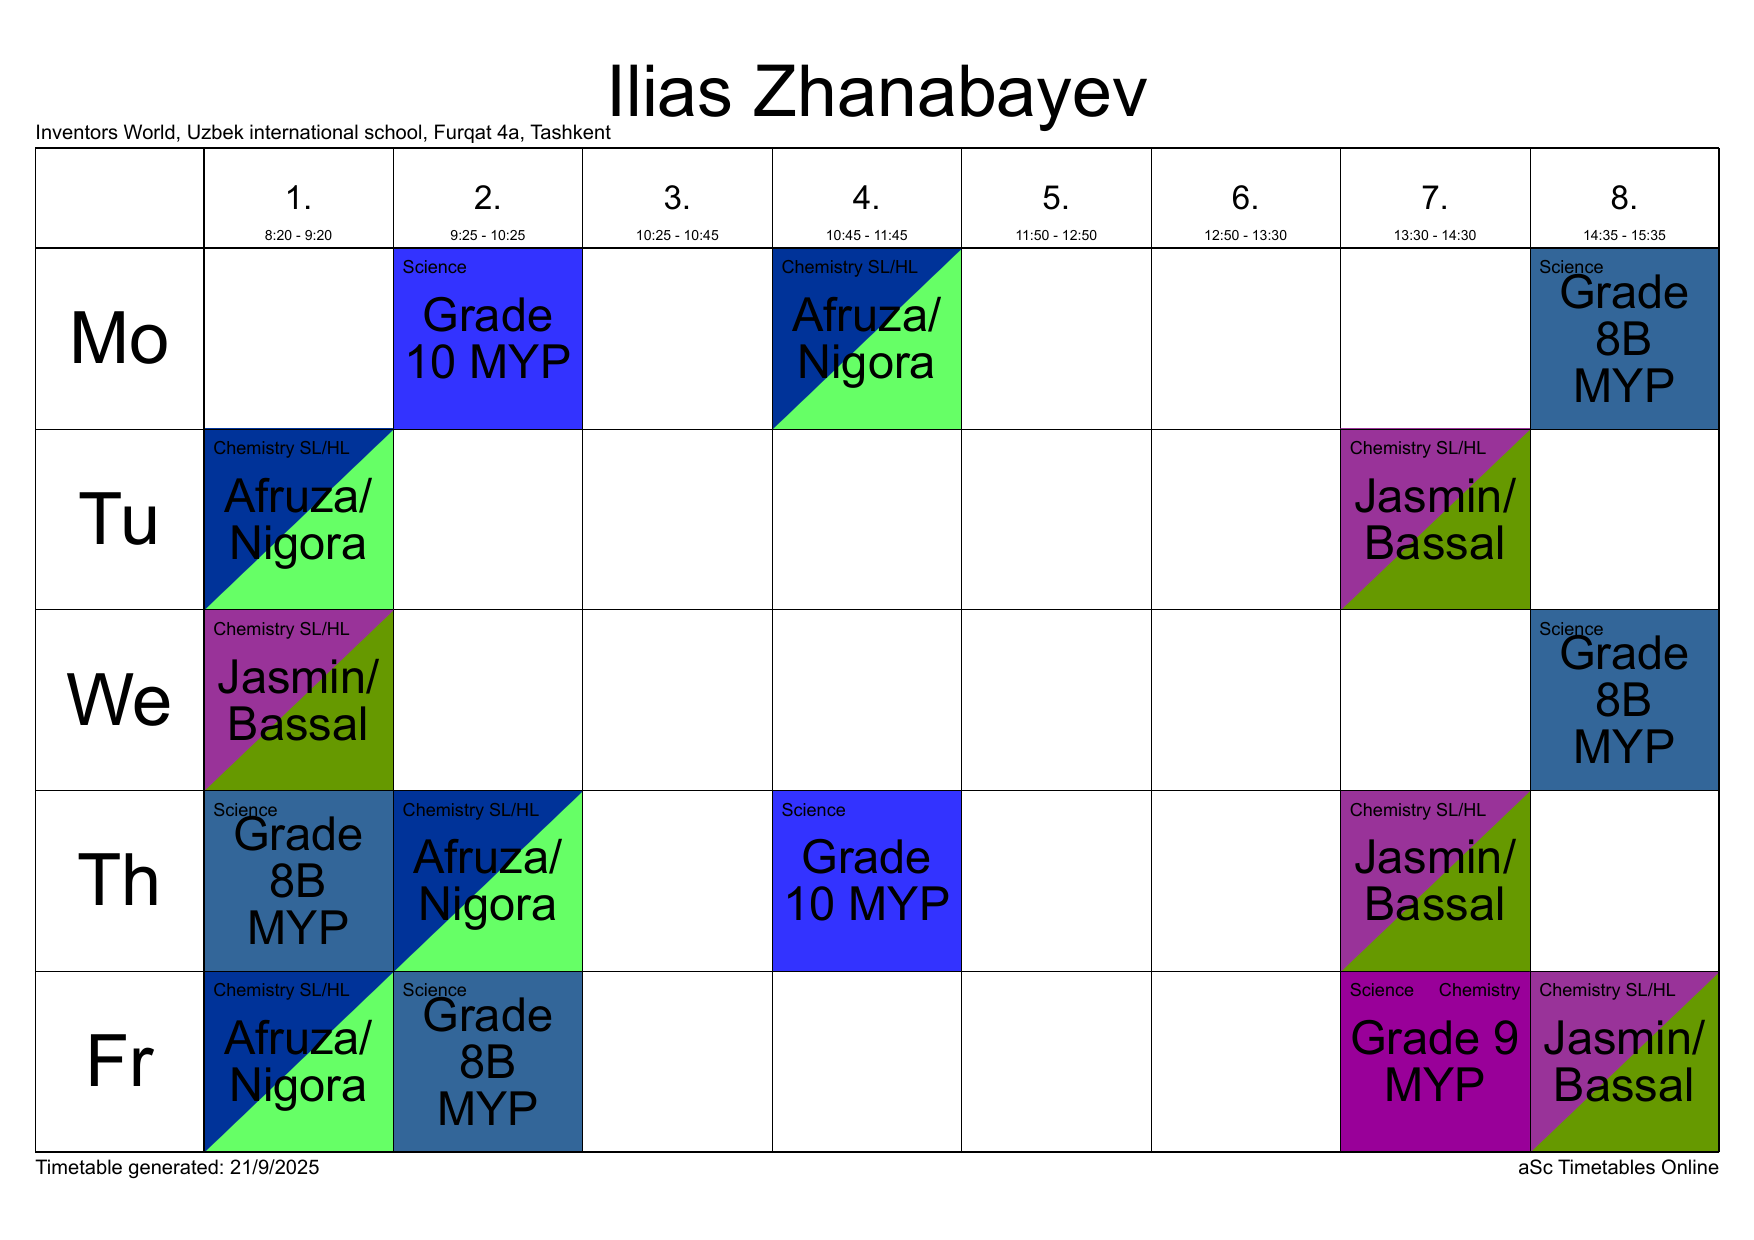 Ilias Zhanabayev
Inventors World, Uzbek international school, Furqat 4a, Tashkent
1. 2. 3. 4. 5. 6. 7. 8.
8:20 - 9:20 9:25 - 10:25 10:25 - 10:45 10:45 - 11:45 11:50 - 12:50 12:50 - 13:30 13:30 - 14:30 14:35 - 15:35
Mo
Science
Grade
10 MYP
Chemistry SL/HL
Afruza/
Nigora
Science
Grade
8B
MYP
Tu
Chemistry SL/HL
Afruza/
Nigora
Chemistry SL/HL
Jasmin/
Bassal
We
Chemistry SL/HL
Jasmin/
Bassal
Science
Grade
8B
MYP
Th
Science
Grade
8B
MYP
Chemistry SL/HL
Afruza/
Nigora
Science
Grade
10 MYP
Chemistry SL/HL
Jasmin/
Bassal
Fr
Chemistry SL/HL
Afruza/
Nigora
Science
Grade
8B
MYP
Science Chemistry
Grade 9
MYP
Chemistry SL/HL
Jasmin/
Bassal
Timetable generated: 21/9/2025
aSc Timetables Online